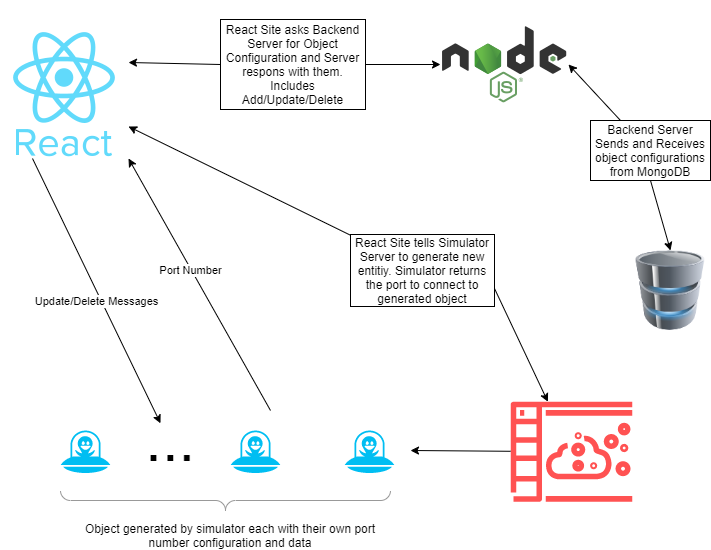 React Site asks Backend
Server for Object
Configuration and Server
respons with them.
Includes
Add/Update/Delete
node
JS
React
Backend Server
Sends and Receives
object configurations
from MongoDB
React Site tells Simulator
Server to generate new
entitiy. Simulator returns
the port to connect to
generated object
Port Number
Update/Delete Messages
...
Object generated by simulator each with their own port
number configuration and data